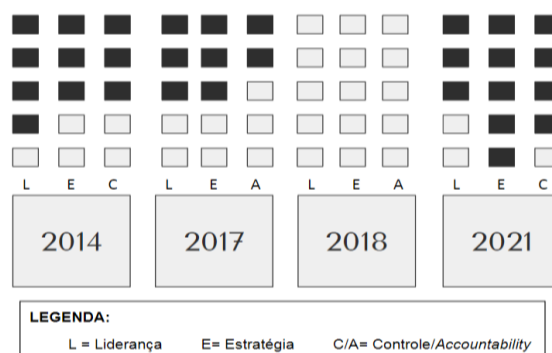 L E C L E A L E A L E C
2014 2017 2018 2021
LEGENDA:
L = Liderança E= Estratégia C/A= Controle/Accountability